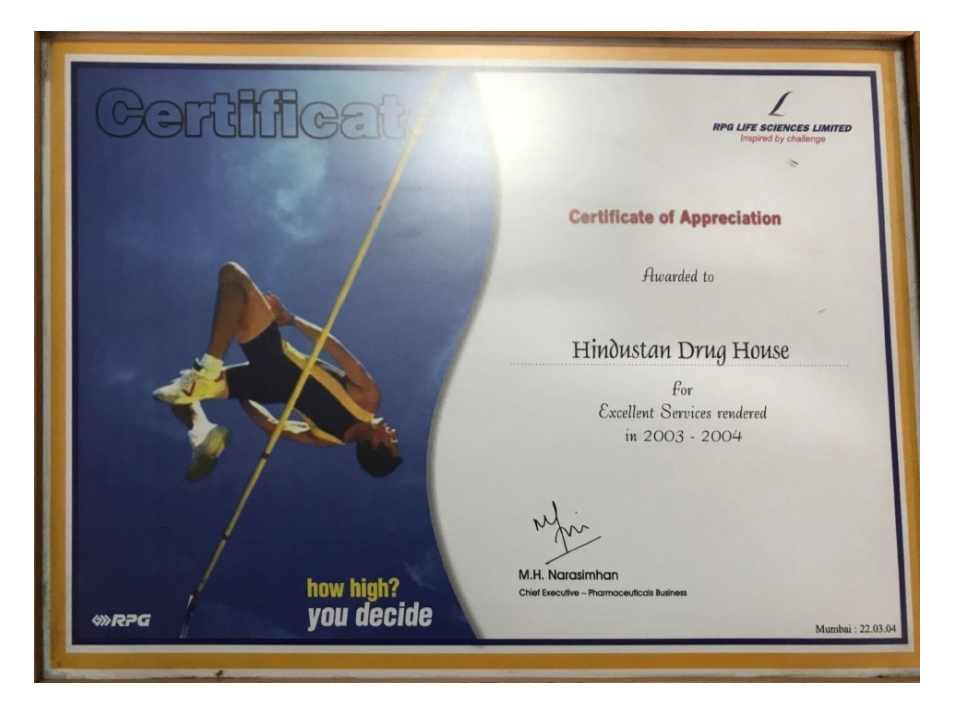 Certificate
RPG LIFE SCIENCES LIMITED
Inspired by challenge
Certificate of Appreciation
Awarded to
Hindustan Drug House
For
Excellent Services rendered
in 2003 - 2004
M.H. Narasimhan
Chief Executive – Pharmaceuticals Business
how high?
you decide
RPG
Mumbai : 22.03.04